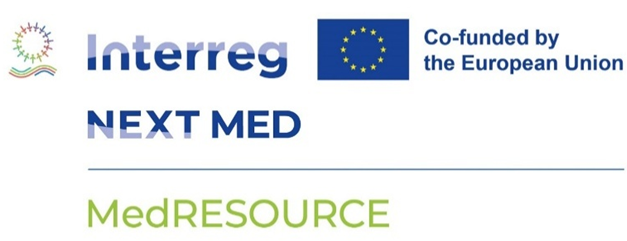 Interreg
Co-funded by
the European Union
NEXT MED
MedRESOURCE